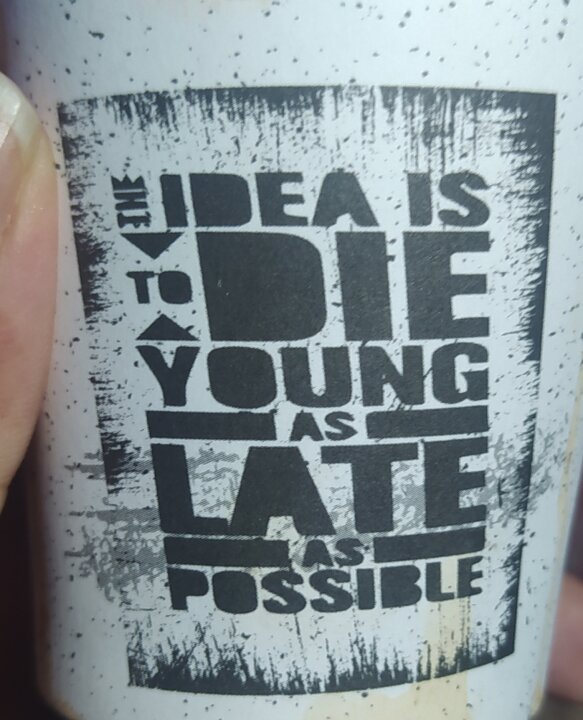 THE IDEA IS
TO DIE
YOUNG
AS
LATE
AS
POSSIBLE